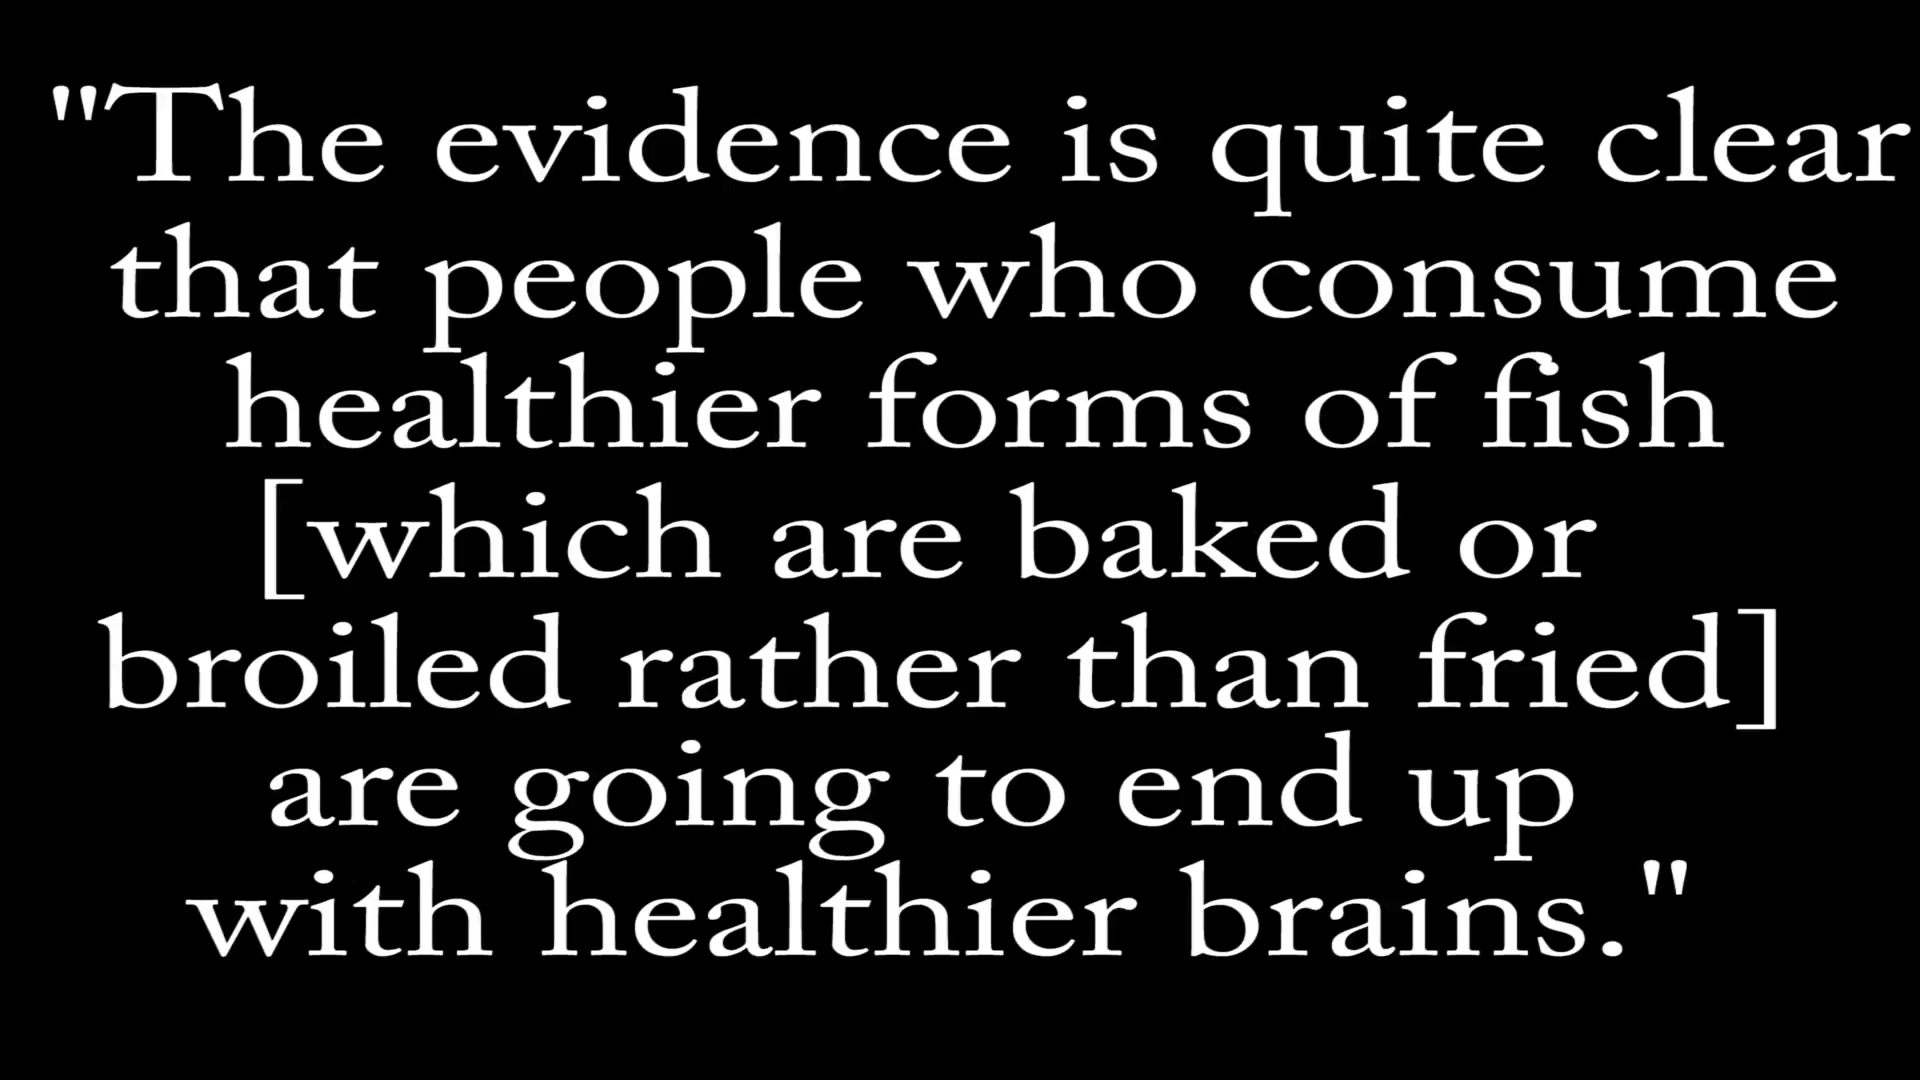 "The evidence is quite clear
that people who consume
healthier forms of fish
[which are baked or
broiled rather than fried]
are going to end up
with healthier brains."